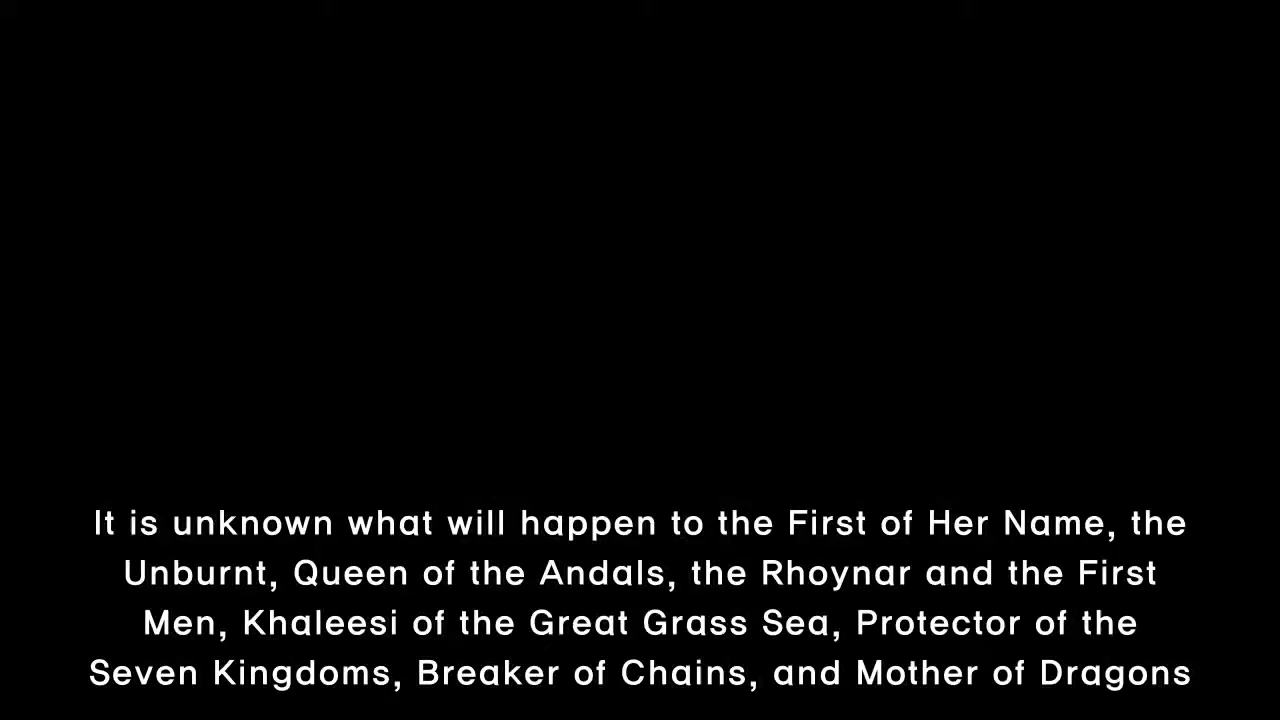 It is unknown what will happen to the First of Her Name, the
Unburnt, Queen of the Andals, the Rhoynar and the First
Men, Khaleesi of the Great Grass Sea, Protector of the
Seven Kingdoms, Breaker of Chains, and Mother of Dragons